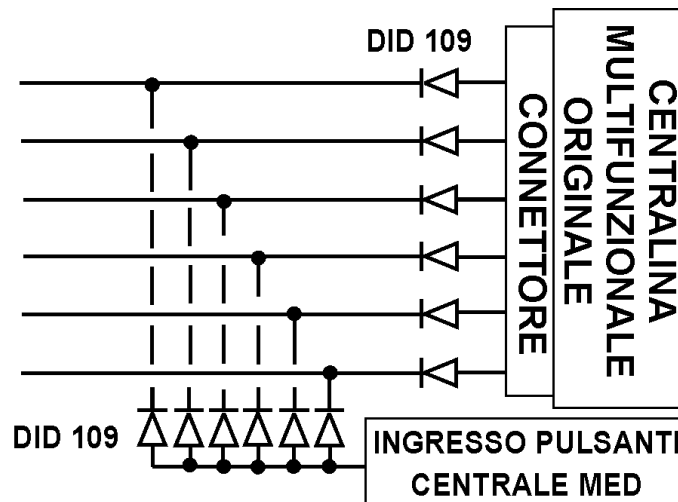 DID 109
CONNETTORE
CENTRALINA
MULTIFUNZIONALE
ORIGINALE
DID 109
INGRESSO PULSANTI
CENTRALE MED